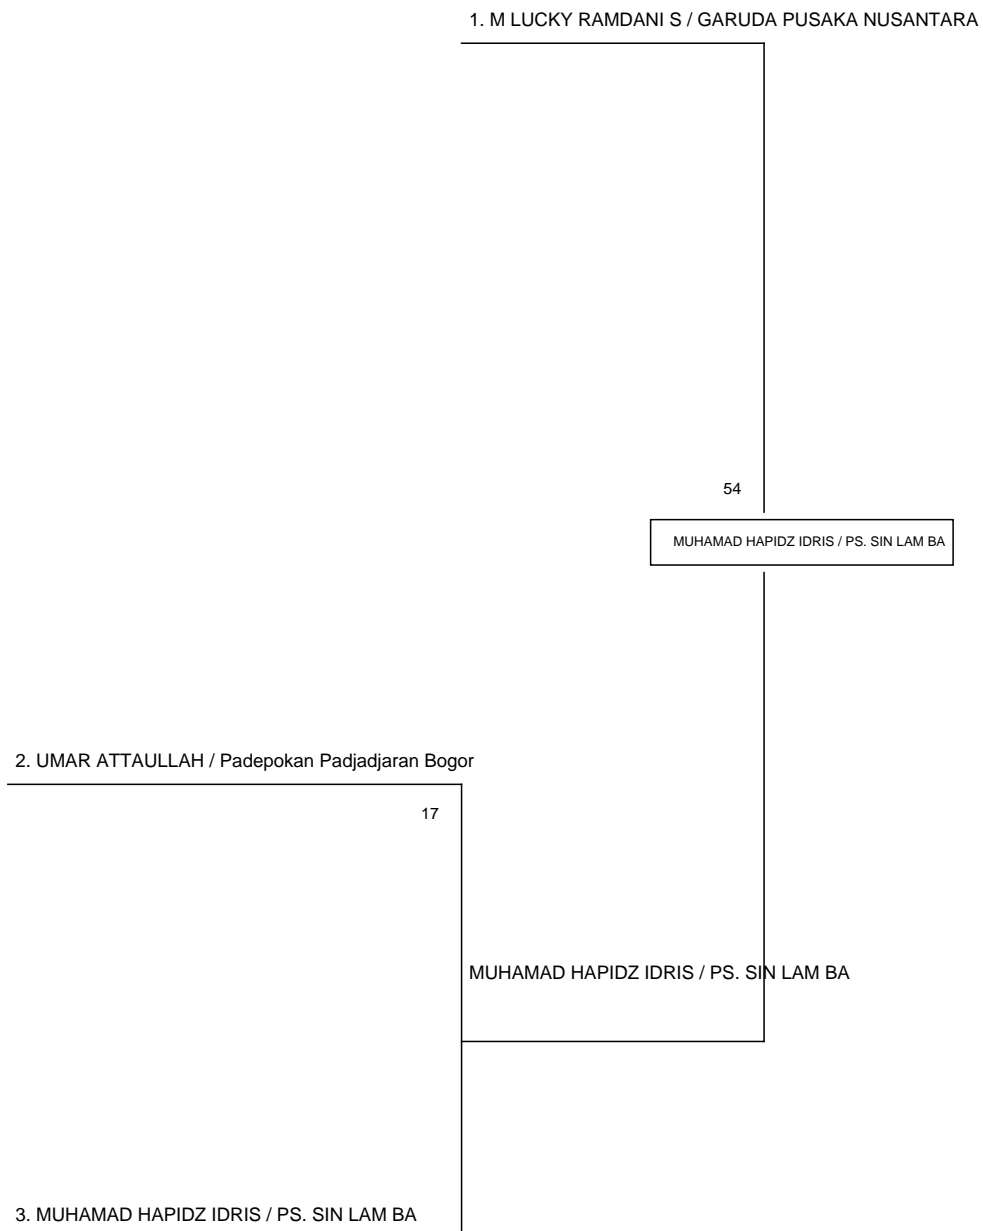 1. M LUCKY RAMDANI S / GARUDA PUSAKA NUSANTARA
54
MUHAMAD HAPIDZ IDRIS / PS. SIN LAM BA
2. UMAR ATTAULLAH / Padepokan Padjadjaran Bogor
17
MUHAMAD HAPIDZ IDRIS / PS. SIN LAM BA
3. MUHAMAD HAPIDZ IDRIS / PS. SIN LAM BA